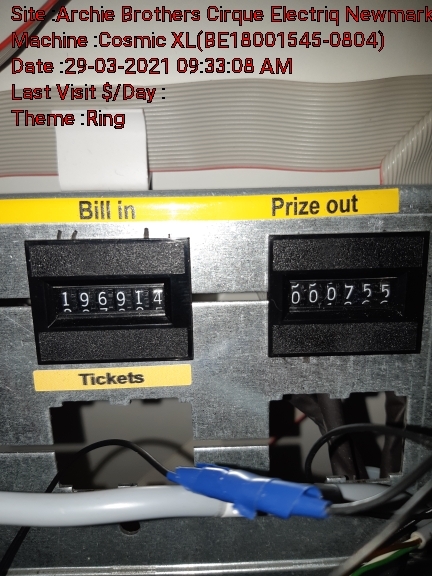 Site :Archie Brothers Cirque Electriq Newmark
Machine :Cosmic XL(BE18001545-0804)
Date :29-03-2021 09:33:08 AM
Last Visit $/Day :
Theme :Ring
Bill in
Prize out
196914
000755
Tickets